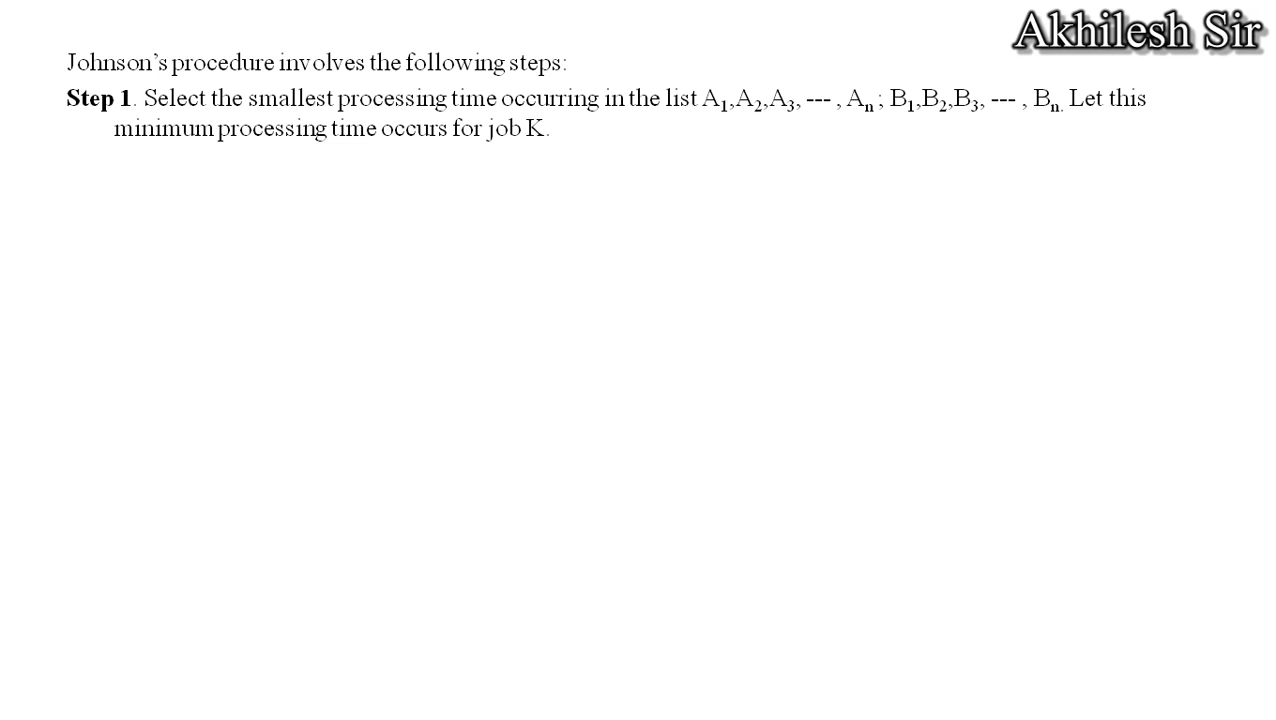 Akhilesh Sir
Johnson's procedure involves the following steps:
Step 1. Select the smallest processing time occurring in the list A₁,A₂,A₃, --- , Aₙ ; B₁,B₂,B₃, --- , Bₙ. Let this
minimum processing time occurs for job K.